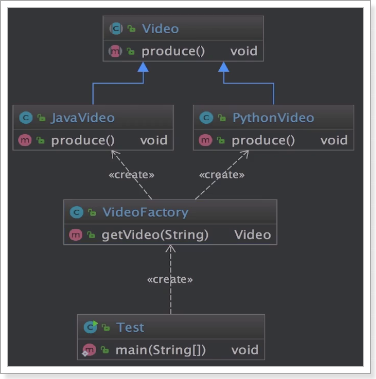 Video
produce() void
JavaVideo
produce() void
PythonVideo
produce() void
«create»
«create»
VideoFactory
getVideo(String) Video
«create»
Test
main(String[]) void